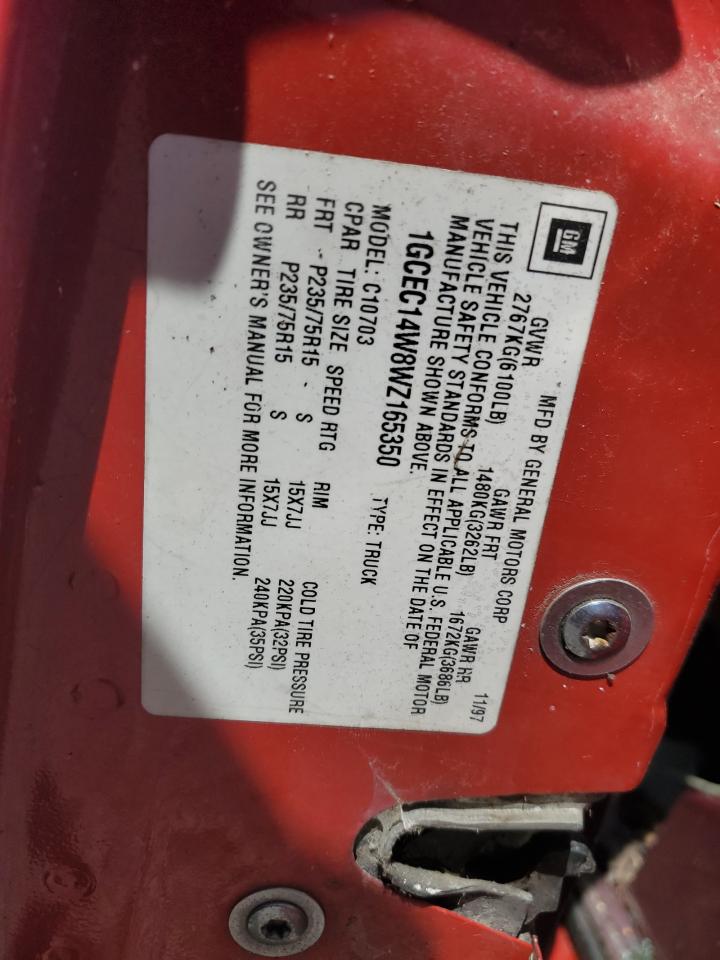 GM
MFD BY GENERAL MOTORS CORP 11/97
GVWR GAWR FRT GAWR RR
2767KG(6100LB) 1480KG(3262LB) 1672KG(3686LB)
THIS VEHICLE CONFORMS TO ALL APPLICABLE U.S. FEDERAL MOTOR
VEHICLE SAFETY STANDARDS IN EFFECT ON THE DATE OF
MANUFACTURE SHOWN ABOVE.
1GCEC14W8WZ165350 TYPE: TRUCK
MODEL: C10703
CPAR TIRE SIZE SPEED RTG RIM COLD TIRE PRESSURE
FRT - P235/75R15 - S 15X7JJ 220KPA(32PSI)
RR P235/75R15 S 15X7JJ 240KPA(35PSI)
SEE OWNER'S MANUAL FOR MORE INFORMATION.